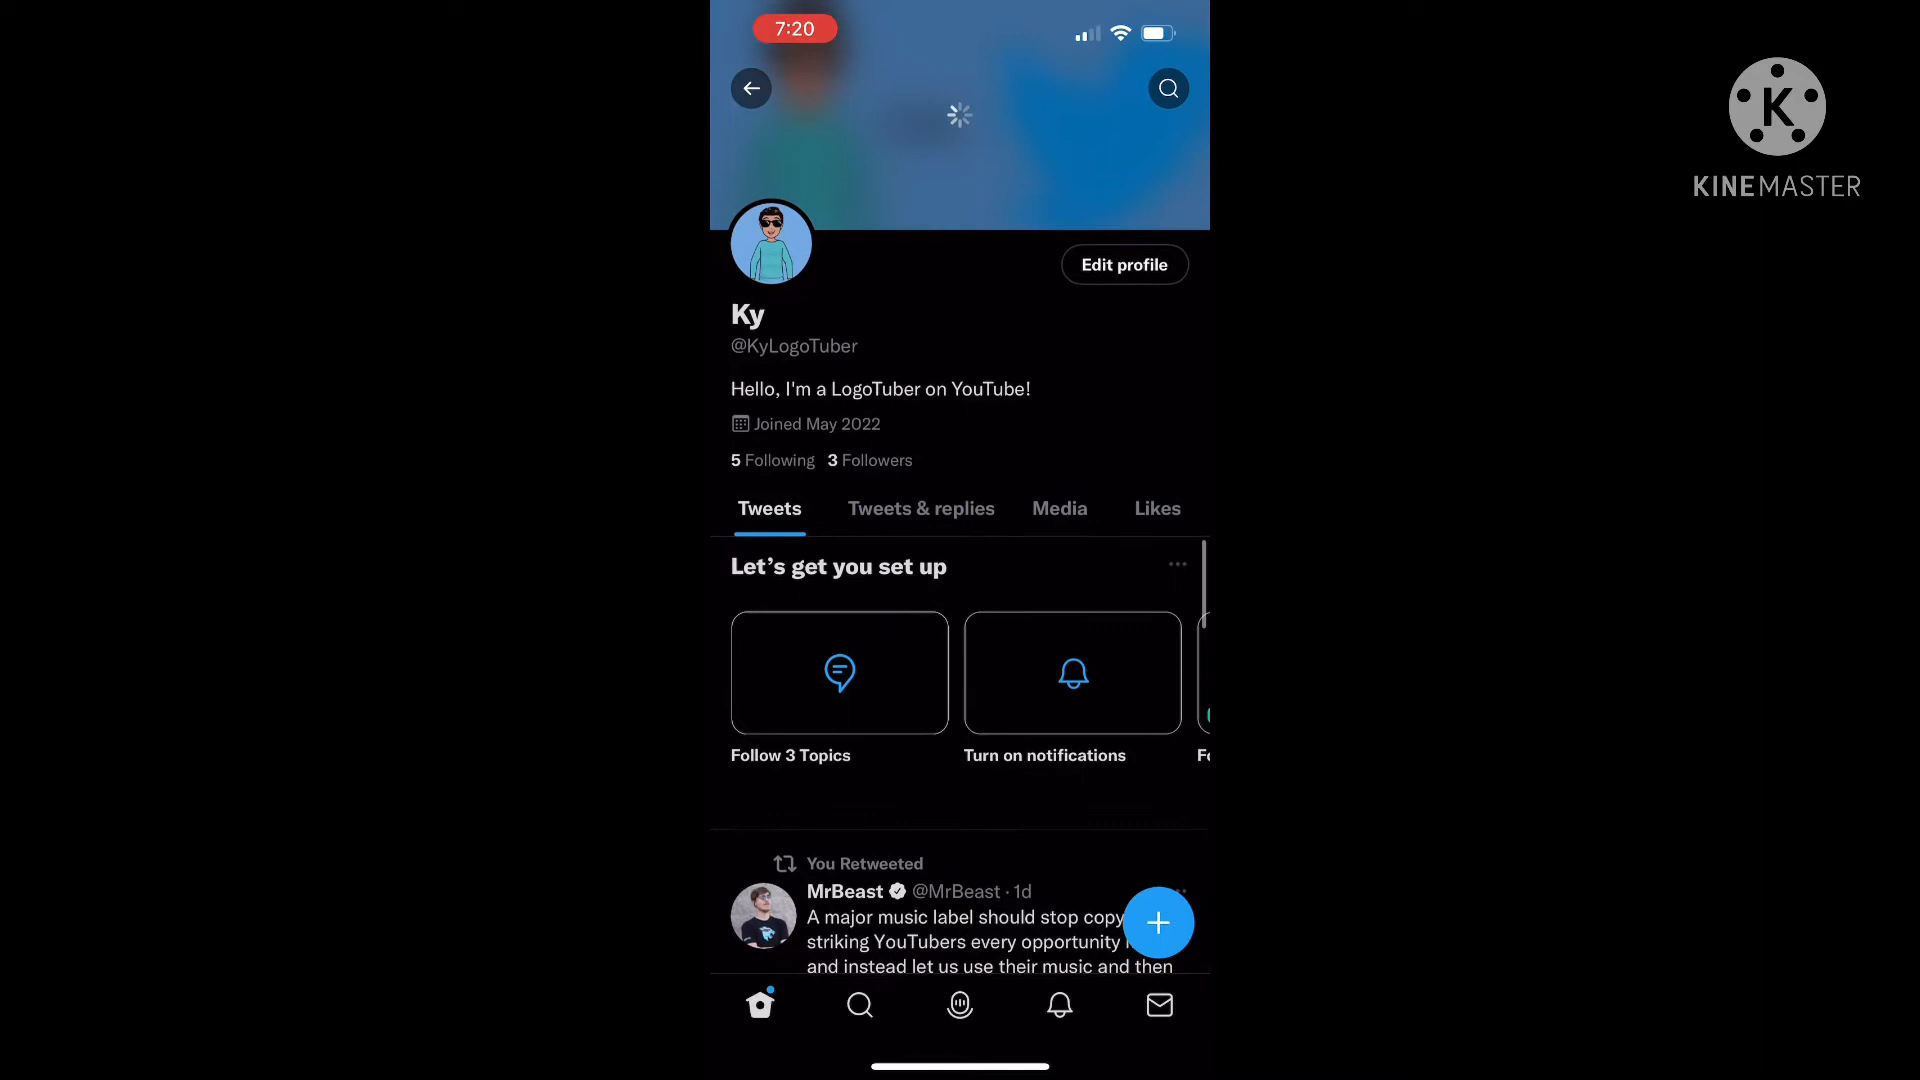 7:20
K
KINEMASTER
Edit profile
Ky
@KyLogoTuber
Hello, I'm a LogoTuber on YouTube!
Joined May 2022
5 Following 3 Followers
Tweets Tweets & replies Media Likes
Let’s get you set up
Follow 3 Topics Turn on notifications
You Retweeted
MrBeast @MrBeast · 1d
A major music label should stop copy
striking YouTubers every opportunity
and instead let us use their music and then